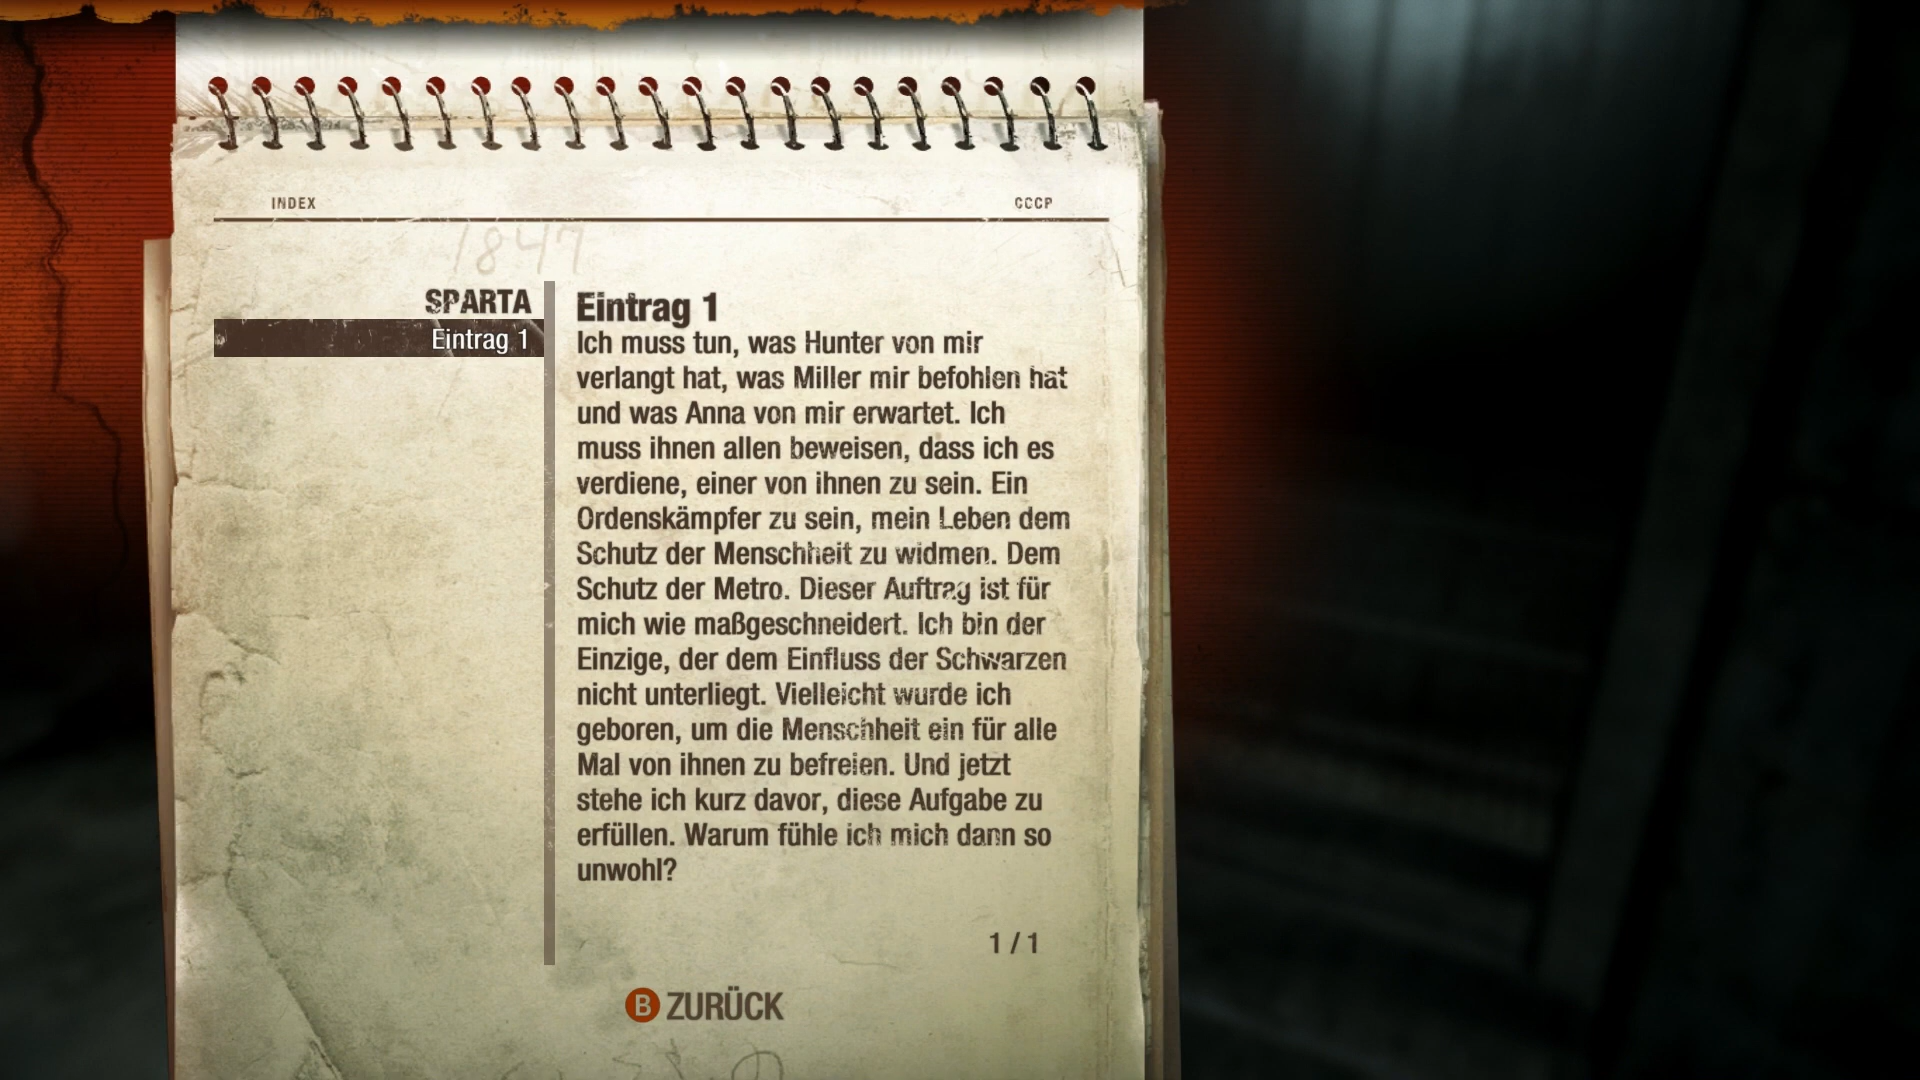 INDEX
CCCP
1847
SPARTA
Eintrag 1
Eintrag 1
Ich muss tun, was Hunter von mir
verlangt hat, was Miller mir befohlen hat
und was Anna von mir erwartet. Ich
muss ihnen allen beweisen, dass ich es
verdiene, einer von ihnen zu sein. Ein
Ordenskämpfer zu sein, mein Leben dem
Schutz der Menschheit zu widmen. Dem
Schutz der Metro. Dieser Auftrag ist für
mich wie maßgeschneidert. Ich bin der
Einzige, der dem Einfluss der Schwarzen
nicht unterliegt. Vielleicht wurde ich
geboren, um die Menschheit ein für alle
Mal von ihnen zu befreien. Und jetzt
stehe ich kurz davor, diese Aufgabe zu
erfüllen. Warum fühle ich mich dann so
unwohl?
1 / 1
B ZURÜCK